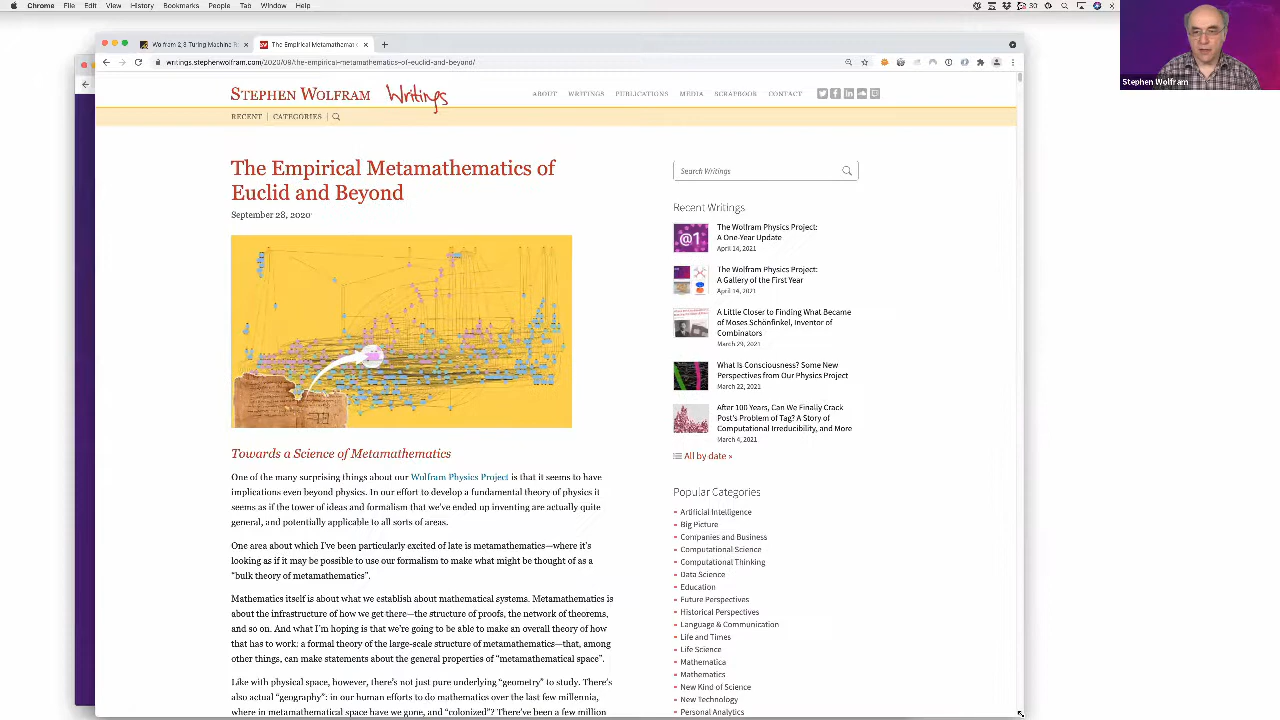 Chrome File Edit View History Bookmarks People Tab Window Help
30
Stephen Wolfram
Wolfram 2,3 Turing Machine R
The Empirical Metamathemat
writings.stephenwolfram.com/2020/09/the-empirical-metamathematics-of-euclid-and-beyond/
STEPHEN WOLFRAM Writings
ABOUT WRITINGS PUBLICATIONS MEDIA SCRAPBOOK CONTACT
RECENT | CATEGORIES |
The Empirical Metamathematics of
Euclid and Beyond
September 28, 2020
Towards a Science of Metamathematics
One of the many surprising things about our Wolfram Physics Project is that it seems to have
implications even beyond physics. In our effort to develop a fundamental theory of physics it
seems as if the tower of ideas and formalism that we've ended up inventing are actually quite
general, and potentially applicable to all sorts of areas.
One area about which I've been particularly excited of late is metamathematics—where it's
looking as if it may be possible to use our formalism to make what might be thought of as a
“bulk theory of metamathematics”.
Mathematics itself is about what we establish about mathematical systems. Metamathematics is
about the infrastructure of how we get there—the structure of proofs, the network of theorems,
and so on. And what I'm hoping is that we're going to be able to make an overall theory of how
that has to work: a formal theory of the large-scale structure of metamathematics—that, among
other things, can make statements about the general properties of “metamathematical space”.
Like with physical space, however, there's not just pure underlying “geometry” to study. There's
also actual “geography”: in our human efforts to do mathematics over the last few millennia,
where in metamathematical space have we gone, and “colonized”? There've been a few million
Search Writings
Recent Writings
@1
The Wolfram Physics Project:
A One-Year Update
April 14, 2021
The Wolfram Physics Project:
A Gallery of the First Year
April 14, 2021
A Little Closer to Finding What Became
of Moses Schönfinkel, Inventor of
Combinators
March 29, 2021
What Is Consciousness? Some New
Perspectives from Our Physics Project
March 22, 2021
After 100 Years, Can We Finally Crack
Post's Problem of Tag? A Story of
Computational Irreducibility, and More
March 4, 2021
All by date »
Popular Categories
Artificial Intelligence
Big Picture
Companies and Business
Computational Science
Computational Thinking
Data Science
Education
Future Perspectives
Historical Perspectives
Language & Communication
Life and Times
Life Science
Mathematica
Mathematics
New Kind of Science
New Technology
Personal Analytics